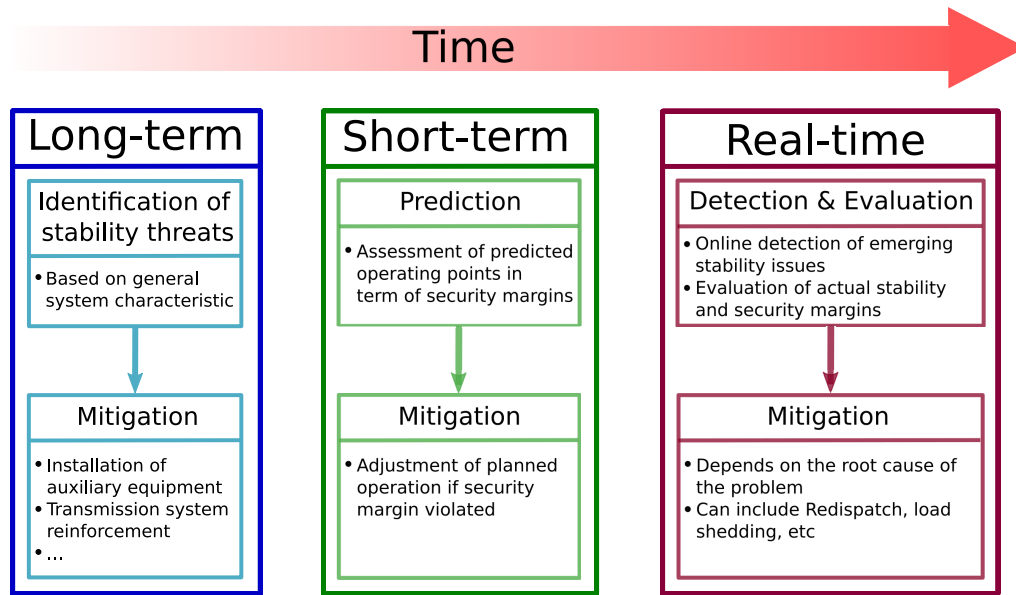 Time
Long-term
Identification of
stability threats
• Based on general
system characteristic
Mitigation
• Installation of
auxiliary equipment
• Transmission system
reinforcement
• ...
Short-term
Prediction
• Assessment of predicted
operating points in
term of security margins
Mitigation
• Adjustment of planned
operation if security
margin violated
Real-time
Detection & Evaluation
• Online detection of emerging
stability issues
• Evaluation of actual stability
and security margins
Mitigation
• Depends on the root cause of
the problem
• Can include Redispatch, load
shedding, etc